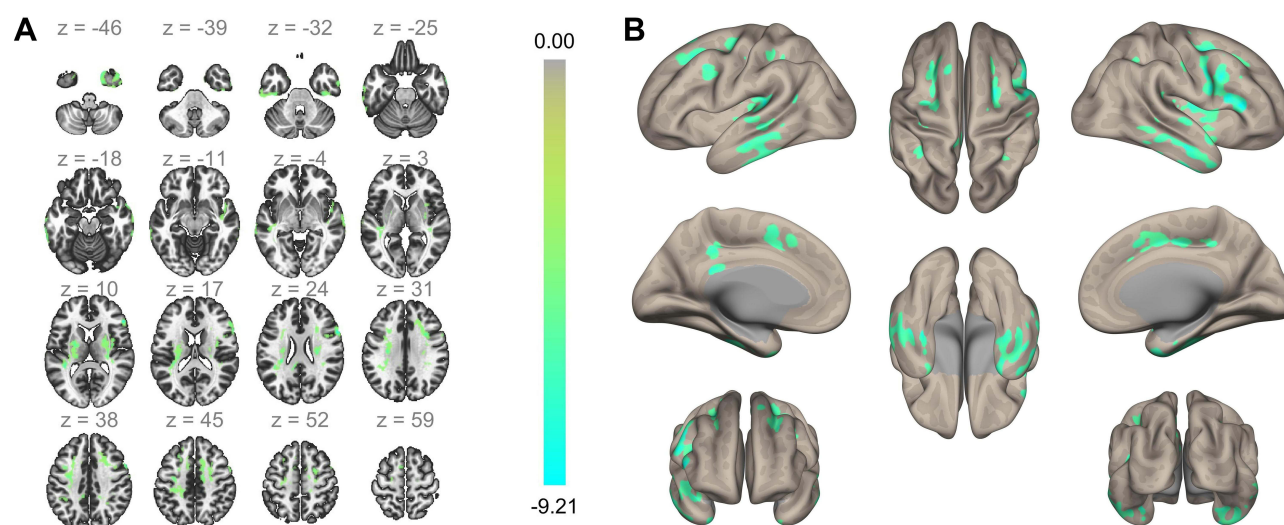 A
z = -46 z = -39 z = -32 z = -25
z = -18 z = -11 z = -4 z = 3
z = 10 z = 17 z = 24 z = 31
z = 38 z = 45 z = 52 z = 59
0.00
-9.21
B